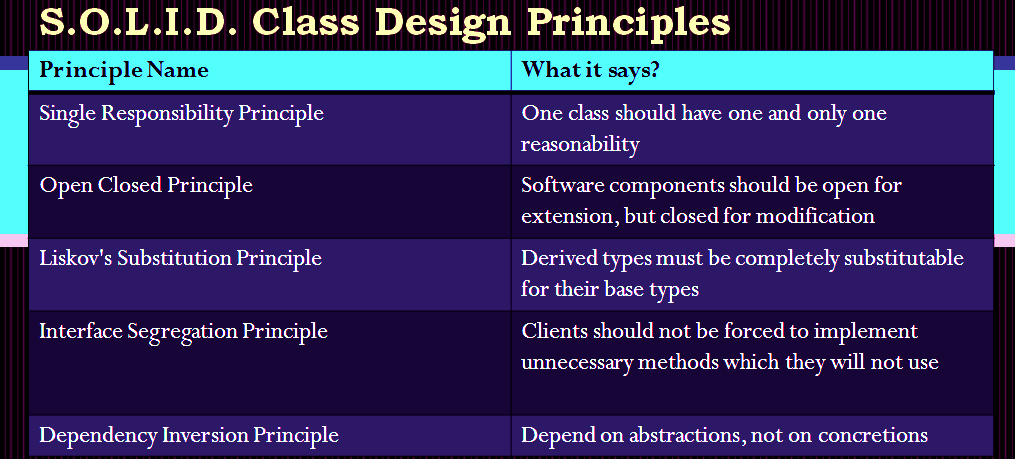 S.O.L.I.D. Class Design Principles
Principle Name
What it says?
Single Responsibility Principle
One class should have one and only one
reasonability
Open Closed Principle
Software components should be open for
extension, but closed for modification
Liskov's Substitution Principle
Derived types must be completely substitutable
for their base types
Interface Segregation Principle
Clients should not be forced to implement
unnecessary methods which they will not use
Dependency Inversion Principle
Depend on abstractions, not on concretions